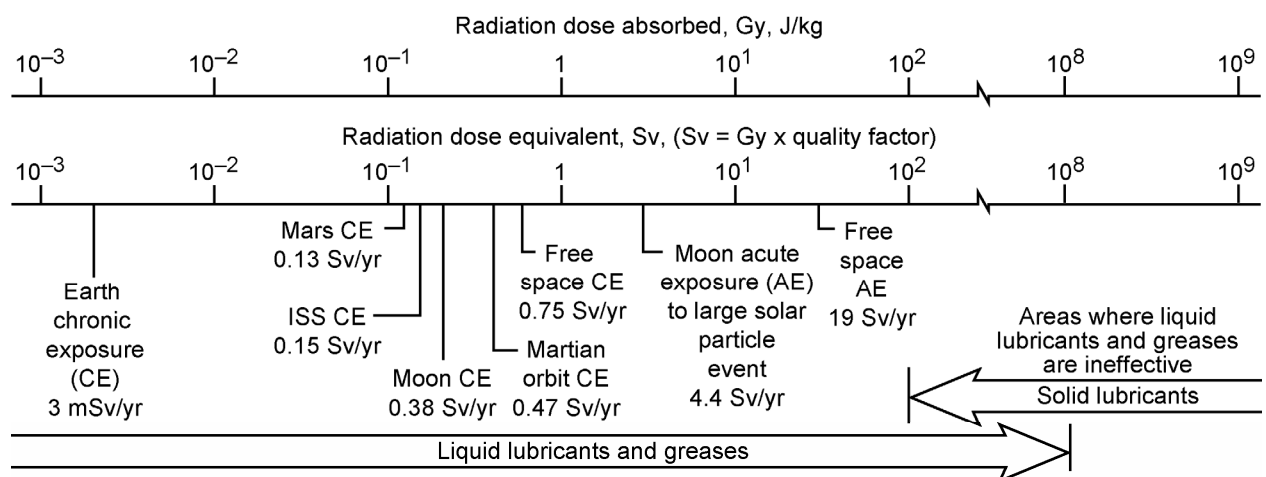 Radiation dose absorbed, Gy, J/kg
10⁻³ 10⁻² 10⁻¹ 1 10¹ 10² 10⁸ 10⁹
Radiation dose equivalent, Sv, (Sv = Gy x quality factor)
10⁻³ 10⁻² 10⁻¹ 1 10¹ 10² 10⁸ 10⁹
Earth
chronic
exposure
(CE)
3 mSv/yr
Mars CE
0.13 Sv/yr
ISS CE
0.15 Sv/yr
Moon CE
0.38 Sv/yr
Martian
orbit CE
0.47 Sv/yr
Free
space CE
0.75 Sv/yr
Moon acute
exposure (AE)
to large solar
particle
event
4.4 Sv/yr
Free
space
AE
19 Sv/yr
Areas where liquid
lubricants and greases
are ineffective
Solid lubricants
Liquid lubricants and greases